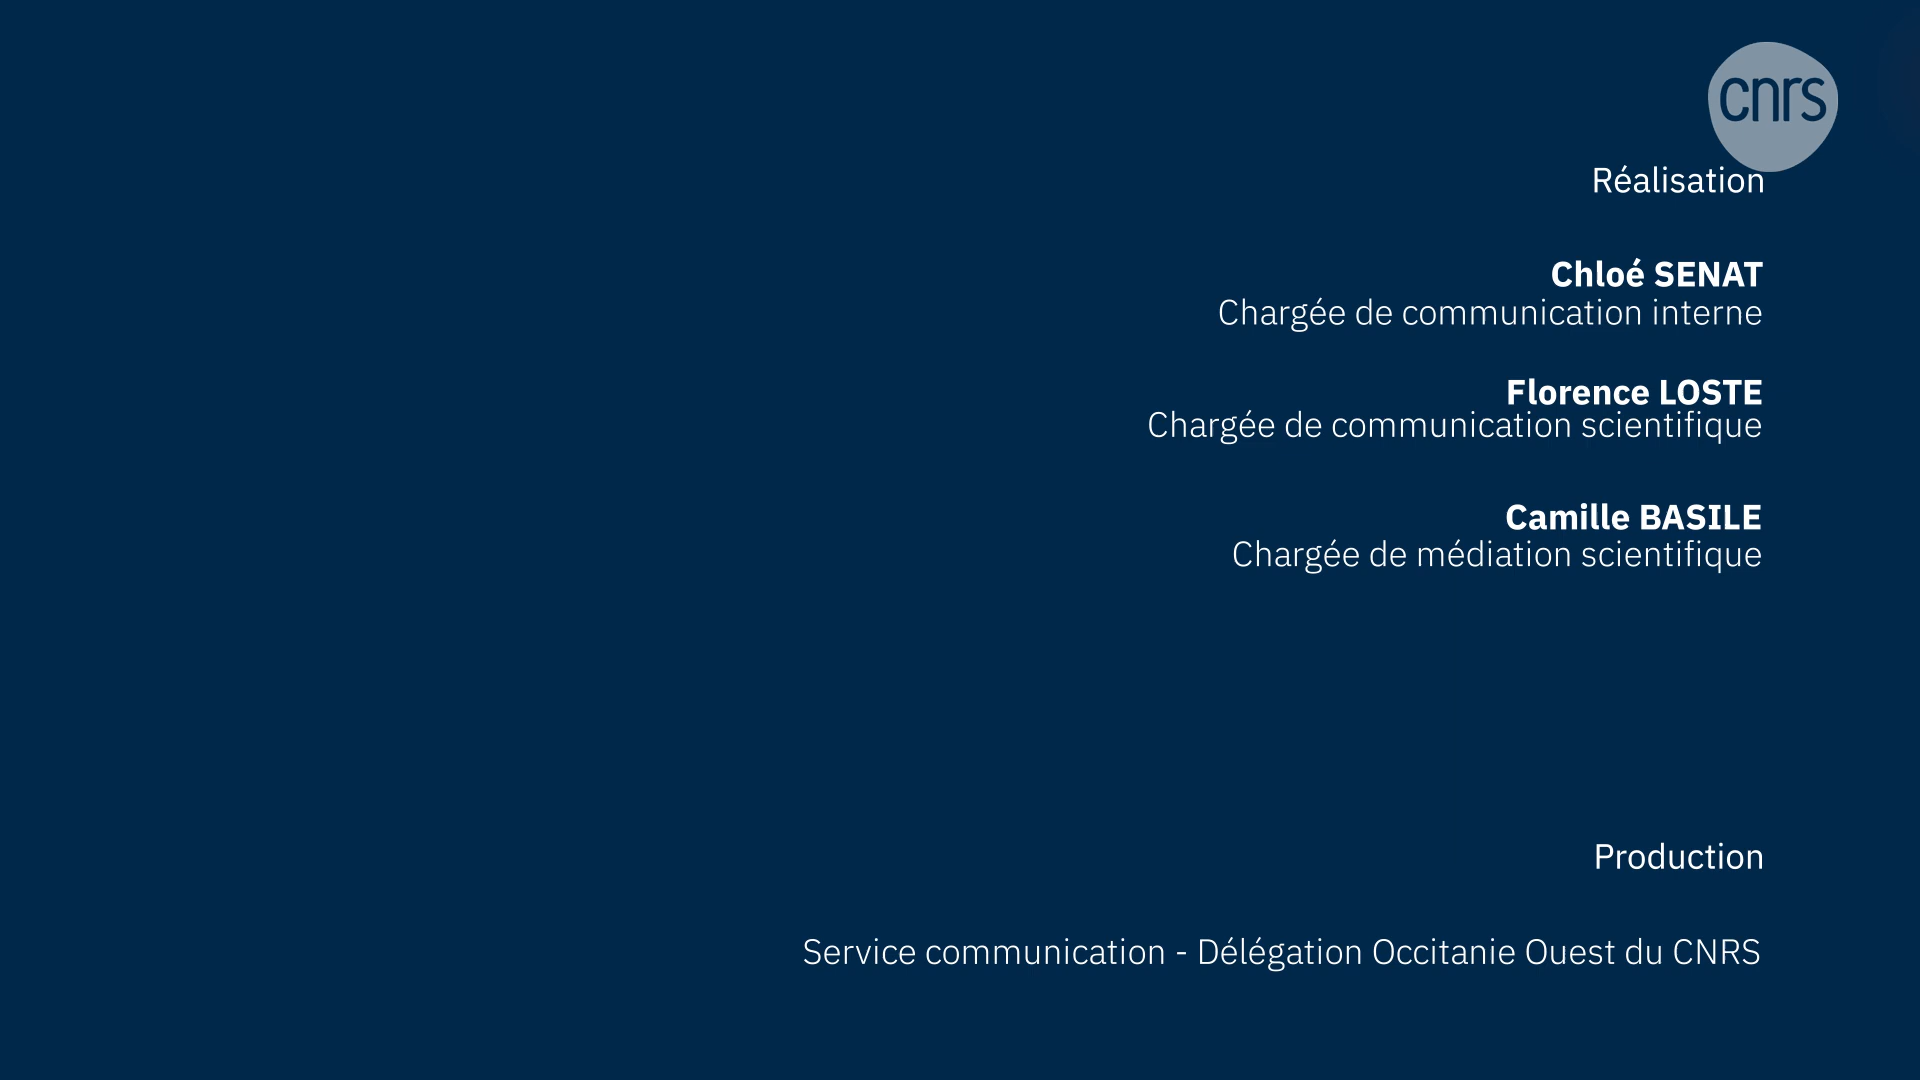 cnrs
Réalisation
Chloé SENAT
Chargée de communication interne
Florence LOSTE
Chargée de communication scientifique
Camille BASILE
Chargée de médiation scientifique
Production
Service communication - Délégation Occitanie Ouest du CNRS